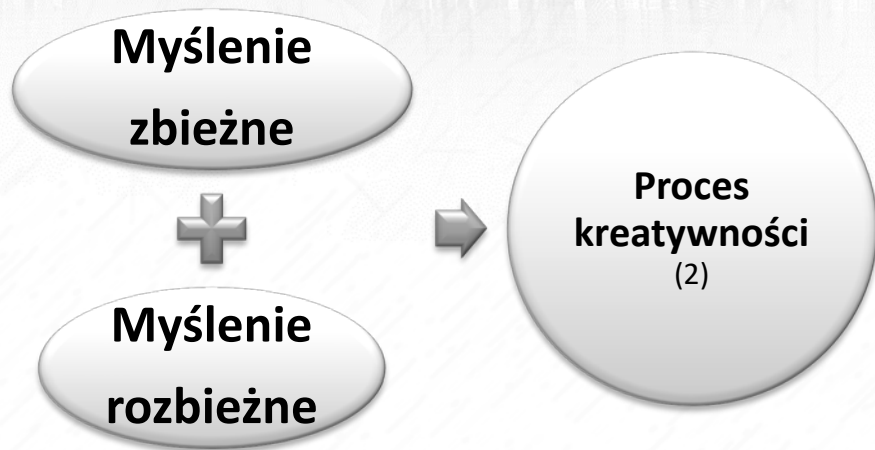 Myślenie
zbieżne
Myślenie
rozbieżne
Proces
kreatywności
(2)